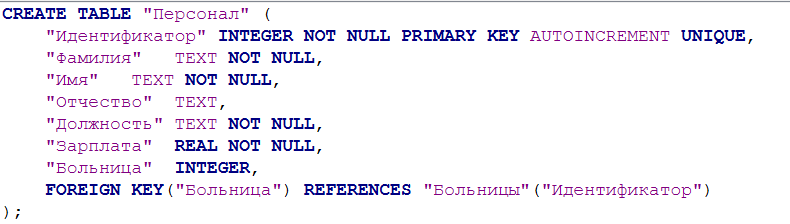 CREATE TABLE "Персонал" (
"Идентификатор" INTEGER NOT NULL PRIMARY KEY AUTOINCREMENT UNIQUE,
"Фамилия" TEXT NOT NULL,
"Имя" TEXT NOT NULL,
"Отчество" TEXT,
"Должность" TEXT NOT NULL,
"Зарплата" REAL NOT NULL,
"Больница" INTEGER,
FOREIGN KEY("Больница") REFERENCES "Больницы"("Идентификатор")
);